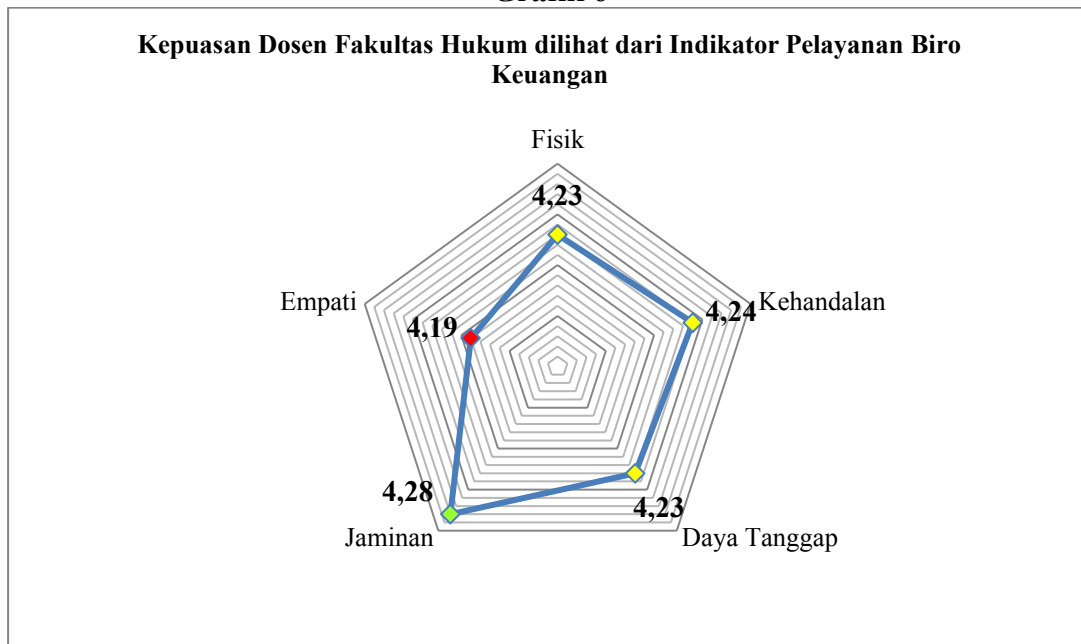 Kepuasan Dosen Fakultas Hukum dilihat dari Indikator Pelayanan Biro
Keuangan
Fisik
4,23
Empati
Kehandalan
4,19
4,24
4,28
4,23
Jaminan
Daya Tanggap